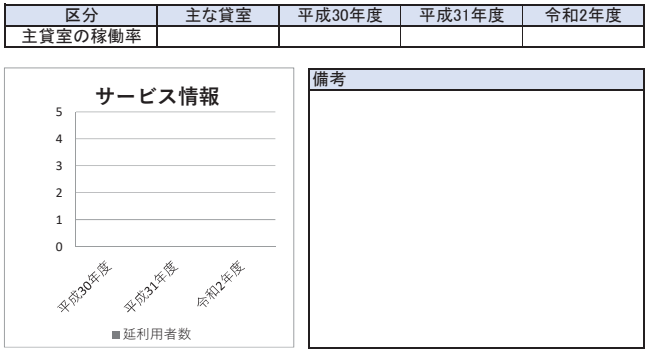 区分 主な貸室 平成30年度 平成31年度 令和2年度
主貸室の稼働率
サービス情報
5
4
3
2
1
0
平成30年度 平成31年度 令和2年度
■延利用者数
備考